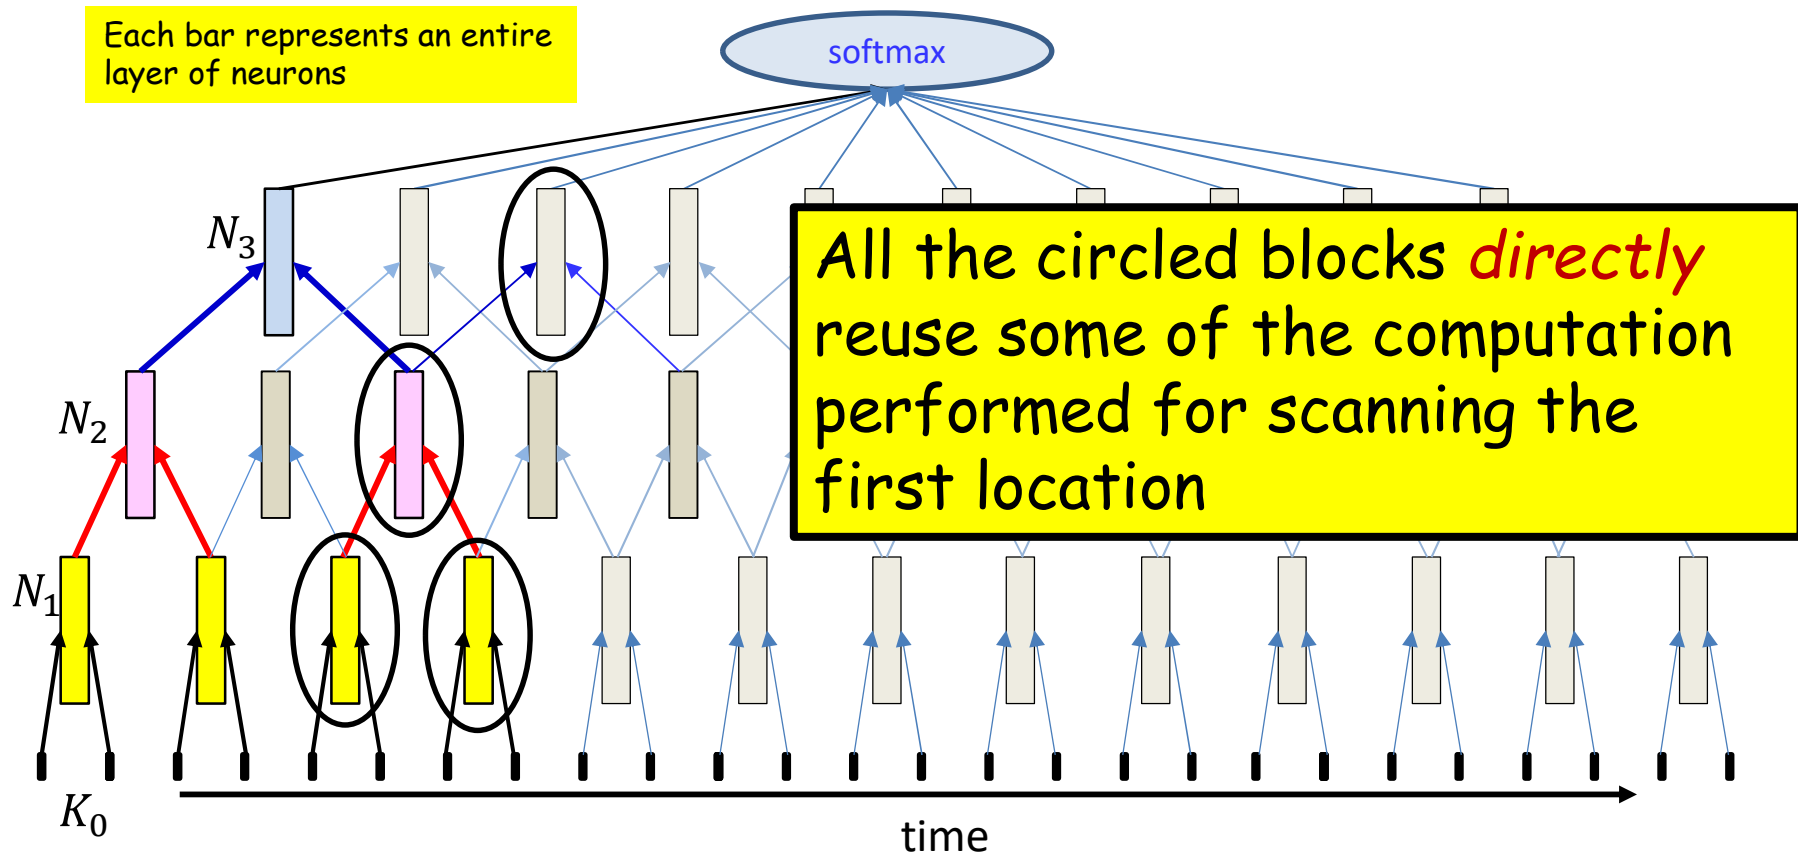 Each bar represents an entire
layer of neurons
softmax
N₃
All the circled blocks directly
reuse some of the computation
performed for scanning the
first location
N₂
N₁
K₀
time